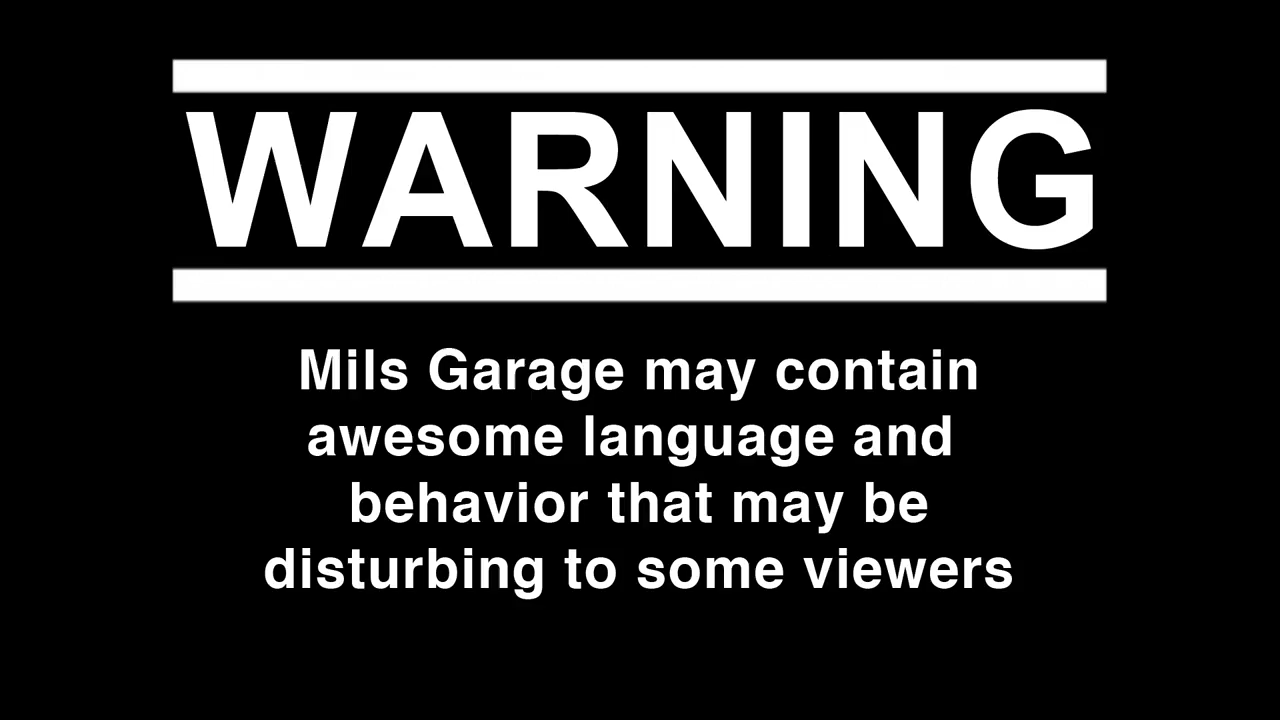 WARNING
Mils Garage may contain
awesome language and
behavior that may be
disturbing to some viewers